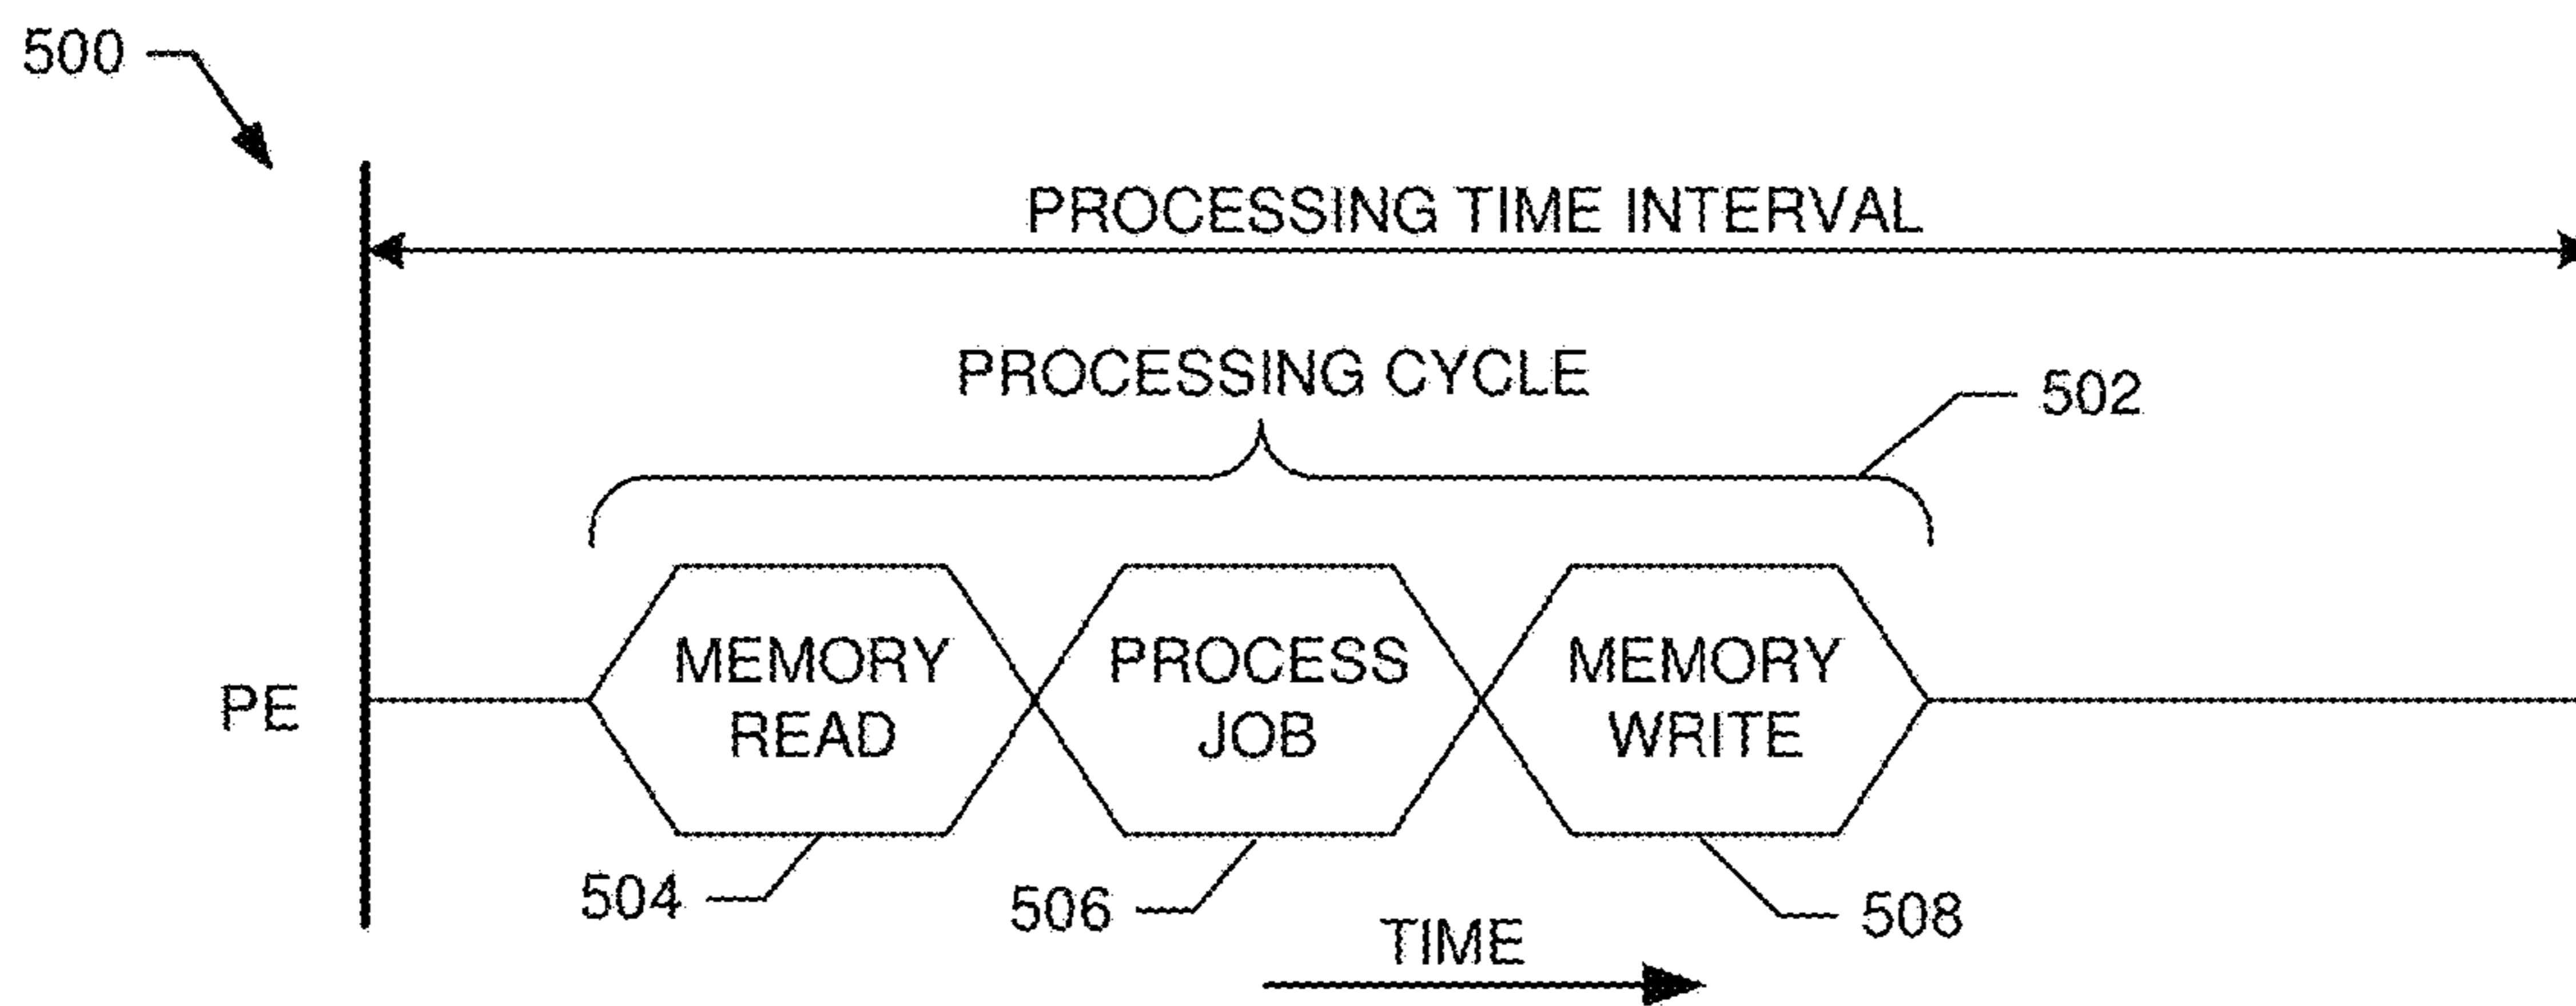 500
PROCESSING TIME INTERVAL
PROCESSING CYCLE
502
PE
MEMORY
READ
PROCESS
JOB
MEMORY
WRITE
504
506
508
TIME